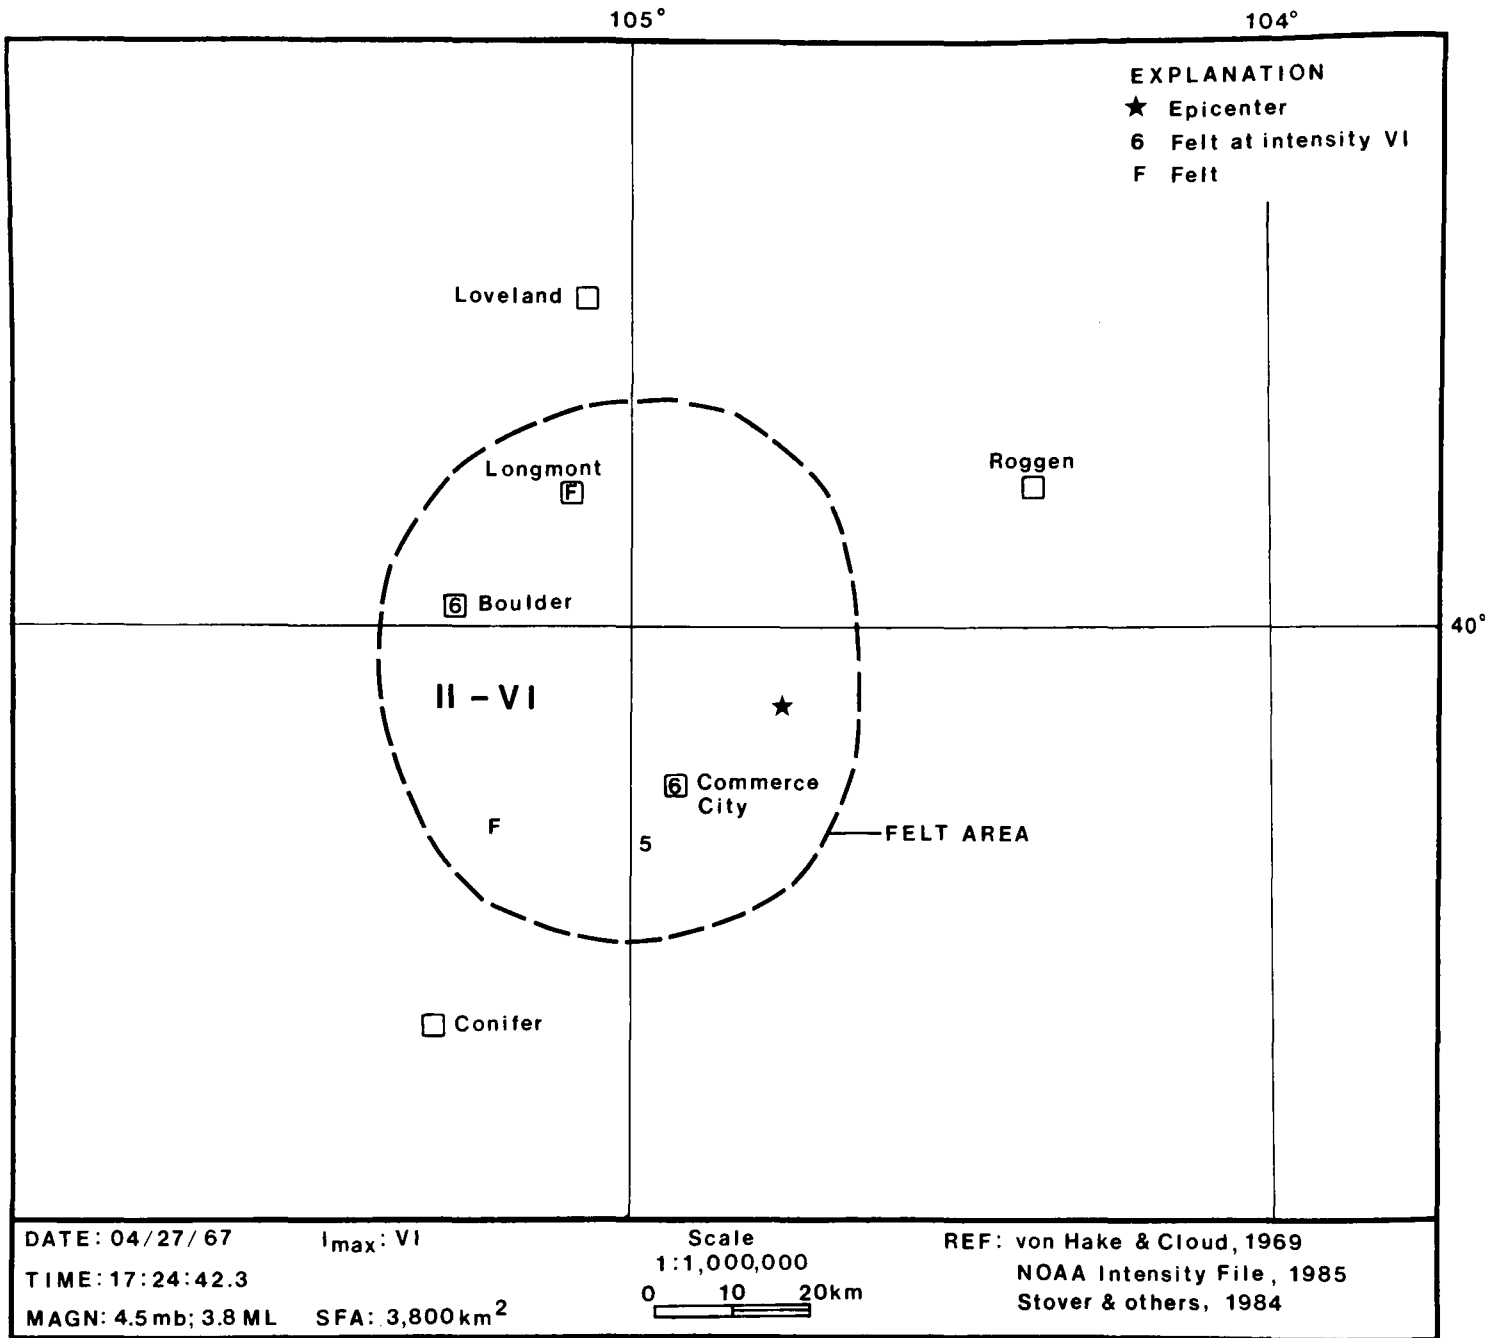 105° 104°
EXPLANATION
★ Epicenter
6 Felt at intensity VI
F Felt
Loveland
Longmont
F
Roggen
6 Boulder
40°
II – VI
6 Commerce
City
F
5
FELT AREA
Conifer
DATE: 04/27/67 Imax: VI
TIME: 17:24:42.3
MAGN: 4.5 mb; 3.8 ML SFA: 3,800 km²
Scale
1:1,000,000
0 10 20km
REF: von Hake & Cloud, 1969
NOAA Intensity File, 1985
Stover & others, 1984